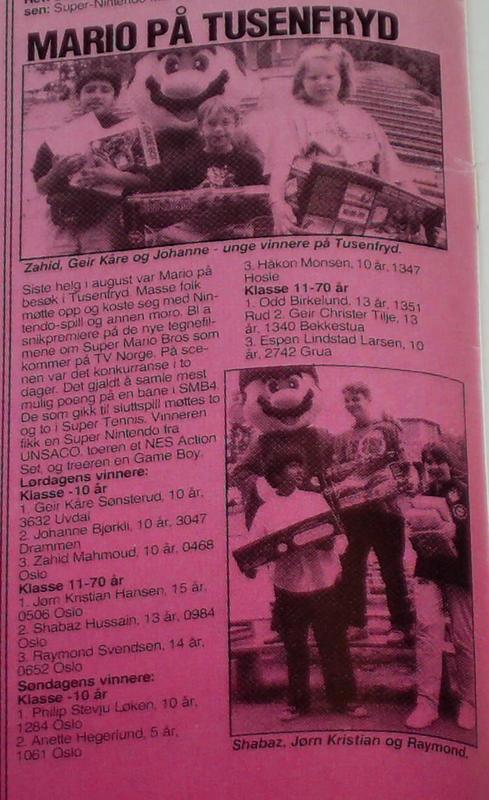 sen: Super-Nintendo
MARIO PÅ TUSENFRYD
Zahid, Geir Kåre og Johanne - unge vinnere på Tusenfryd.
Siste helg i august var Mario på
besøk i Tusenfryd. Masse folk
møtte opp og koste seg med Nin-
tendo-spill og annen moro. Bl a
snikpremiere på de nye tegnefil-
mene om Super Mario Bros som
kommer på TV Norge. På sce-
nen var det konkurranse i to
dager. Det gjaldt å samle mest
mulig poeng på en bane i SMB4.
De som gikk til sluttspill møttes to
og to i Super Tennis. Vinneren
fikk en Super Nintendo fra
UNSACO, toeren et NES Action
Set, og treeren en Game Boy.
Lørdagens vinnere:
Klasse -10 år
1. Geir Kåre Sønsterud, 10 år,
3632 Uvdal
2. Johanne Bjørkli, 10 år, 3047
Drammen
3. Zahid Mahmoud, 10 år, 0468
Oslo
Klasse 11-70 år
1. Jørn Kristian Hansen, 15 år,
0506 Oslo
2. Shabaz Hussain, 13 år, 0984
Oslo
3. Raymond Svendsen, 14 år,
0652 Oslo
Søndagens vinnere:
Klasse -10 år
1. Philip Stevju Løken, 10 år,
1284 Oslo
2. Anette Hegerlund, 5 år,
1061 Oslo
3. Håkon Monsen, 10 år, 1347
Hosle
Klasse 11-70 år
1. Odd Birkelund, 13 år, 1351
Rud 2. Geir Christer Tilje, 13
år, 1340 Bekkestua
3. Espen Lindstad Larsen, 10
år, 2742 Grua
Shabaz, Jørn Kristian og Raymond.